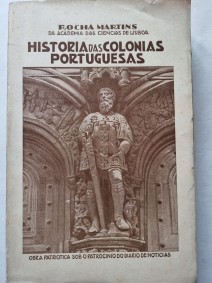 ROCHA MARTINS
DA ACADEMIA DAS CIENCIAS DE LISBOA
HISTORIA DAS COLONIAS
PORTUGUESAS
OBRA PATRIOTICA SOB O PATROCINIO DO DIARIO DE NOTICIAS